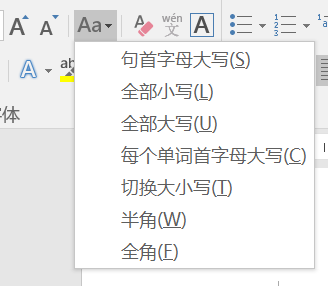 A A Aa wén 文 A
A ab
句首字母大写(S)
全部小写(L)
全部大写(U)
每个单词首字母大写(C)
切换大小写(T)
半角(W)
全角(F)
体